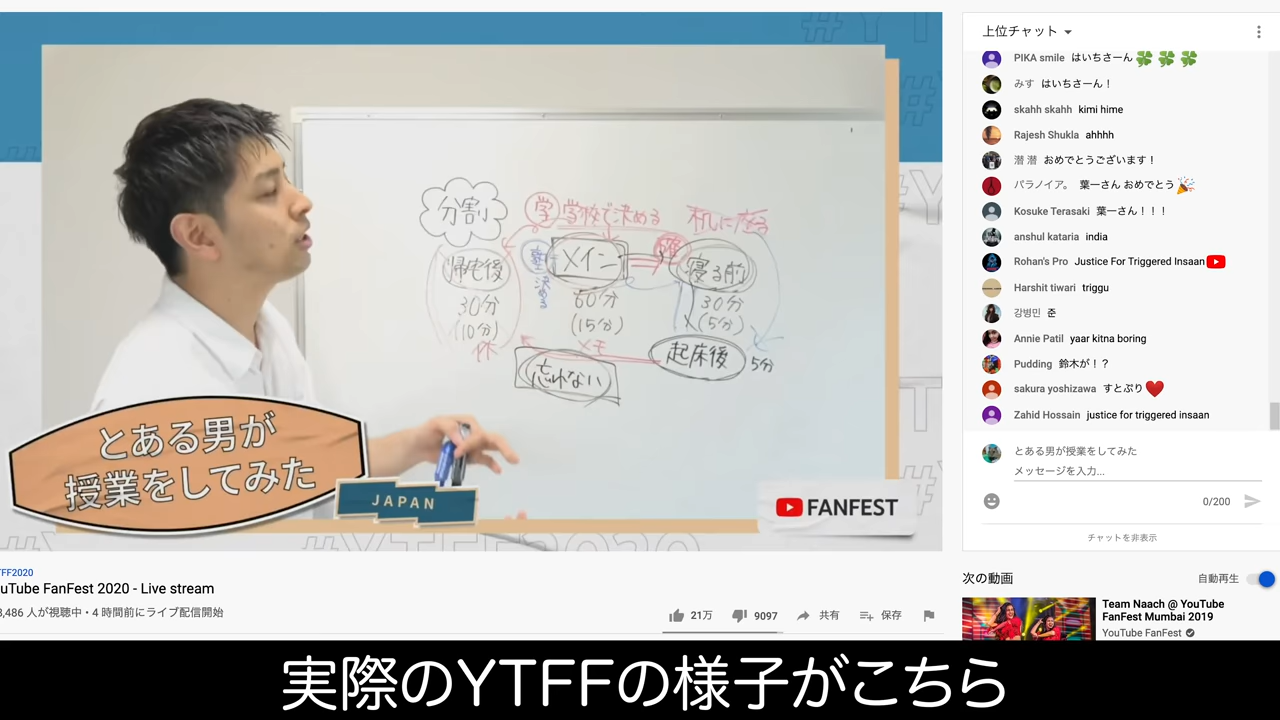 分割
学 学校で決める
机に座る
帰宅後
メイン
寝る前
決める
30分
(10分)
休
60分
(15分)
30分
(5分)
メモ
忘れない
起床後
5分
とある男が
授業をしてみた
JAPAN
FANFEST
#YTFF2020
TFF2020
uTube FanFest 2020 - Live stream
3,486 人が視聴中・4 時間前にライブ配信開始
21万
9097
共有
保存
上位チャット
PIKA smile はいちさーん🍀🍀🍀
みす はいちさーん！
skahh skahh kimi hime
Rajesh Shukla ahhhh
潜 潜 おめでとうございます！
パラノイア。 葉一さん おめでとう🎉
Kosuke Terasaki 葉一さん！！！
anshul kataria india
Rohan's Pro Justice For Triggered Insaan
Harshit tiwari triggu
강범민 준
Annie Patil yaar kitna boring
Pudding 鈴木が！？
sakura yoshizawa すとぷり❤️
Zahid Hossain justice for triggered insaan
とある男が授業をしてみた
メッセージを入力...
0/200
チャットを非表示
次の動画
自動再生
Team Naach @ YouTube
FanFest Mumbai 2019
YouTube FanFest
実際のYTFFの様子がこちら